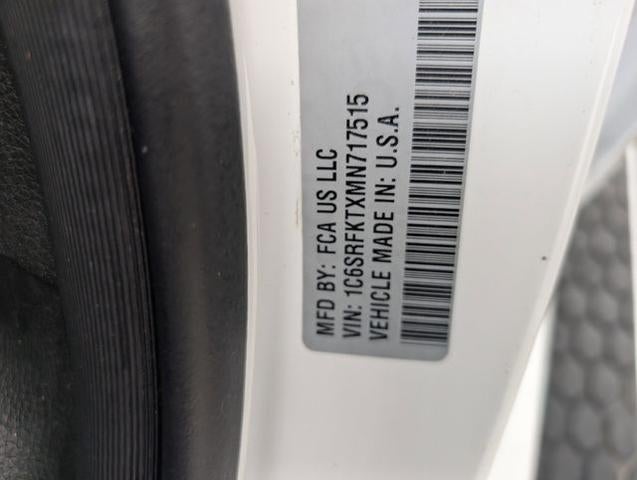 MFD BY: FCA US LLC
VIN: 1C6SRFKTXMN717515
VEHICLE MADE IN: U.S.A.